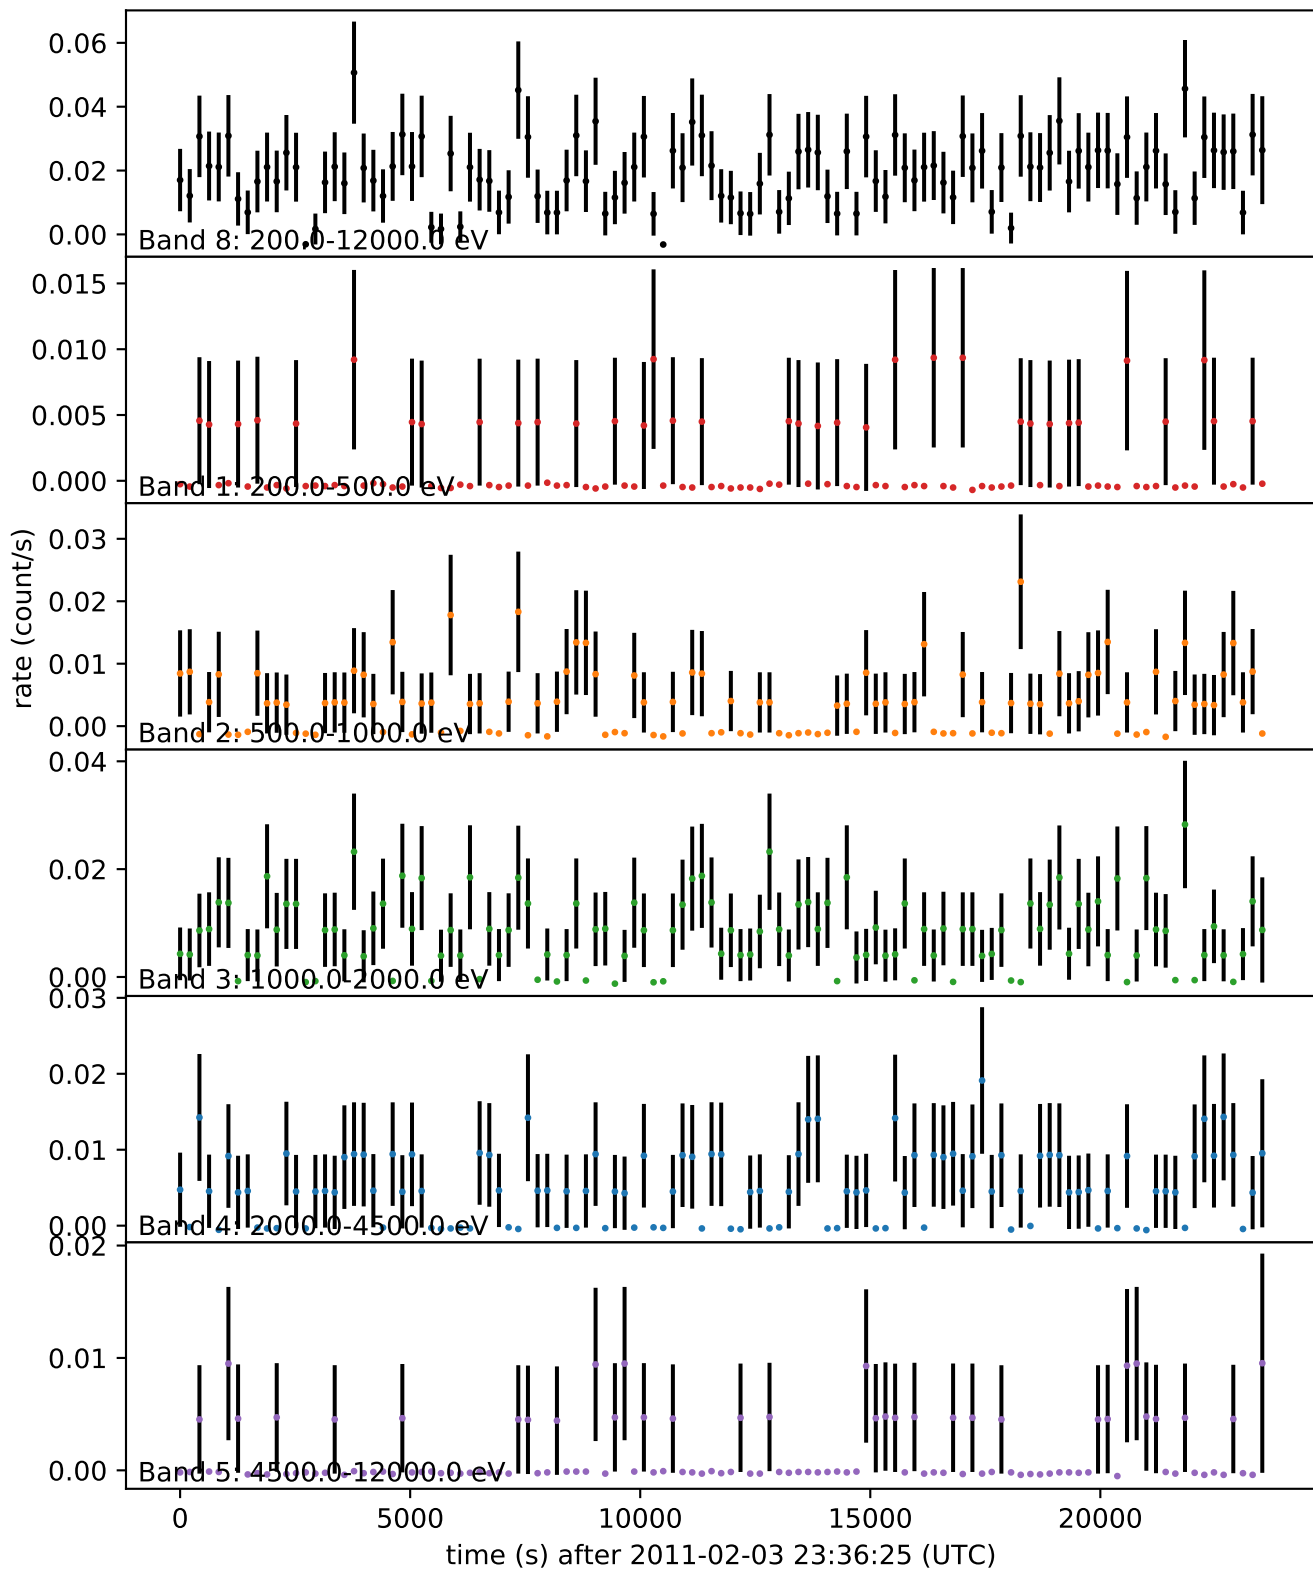 0.06
0.04
0.02
0.00
Band 8: 200.0-12000.0 eV
0.015
0.010
0.005
0.000
Band 1: 200.0-500.0 eV
rate (count/s)
0.03
0.02
0.01
0.00
Band 2: 500.0-1000.0 eV
0.04
0.02
0.00
Band 3: 1000.0-2000.0 eV
0.03
0.02
0.01
0.00
Band 4: 2000.0-4500.0 eV
0.02
0.01
0.00
Band 5: 4500.0-12000.0 eV
0 5000 10000 15000 20000
time (s) after 2011-02-03 23:36:25 (UTC)